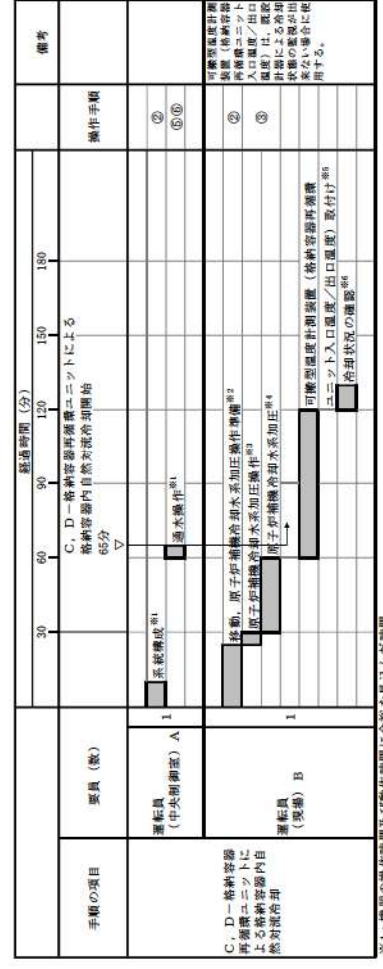 経過時間（分）
備考
手順の項目
要員（数）
30
60
90
120
150
180
操作手順
C，D－格納容器再循環ユニットによる
格納容器内自然対流冷却開始
65分
▽
C，D－格納容器
再循環ユニットに
よる格納容器内自
然対流冷却
運転員
（中央制御室） A
1
系統構成※1
②
通水操作※1
⑤⑥
運転員
（現場） B
1
移動，原子炉補機冷却水系加圧操作準備※2
②
原子炉補機冷却水系加圧操作※3
原子炉補機冷却水系加圧※4
③
可搬型温度計測装置（格納容器再循環
ユニット入口温度／出口温度）取付け※5
冷却状況の確認※6
可搬型温度計測
装置（格納容器
再循環ユニット
入口温度／出口
温度）は，既設
計器による冷却
状態の監視が出
来ない場合に使
用する。